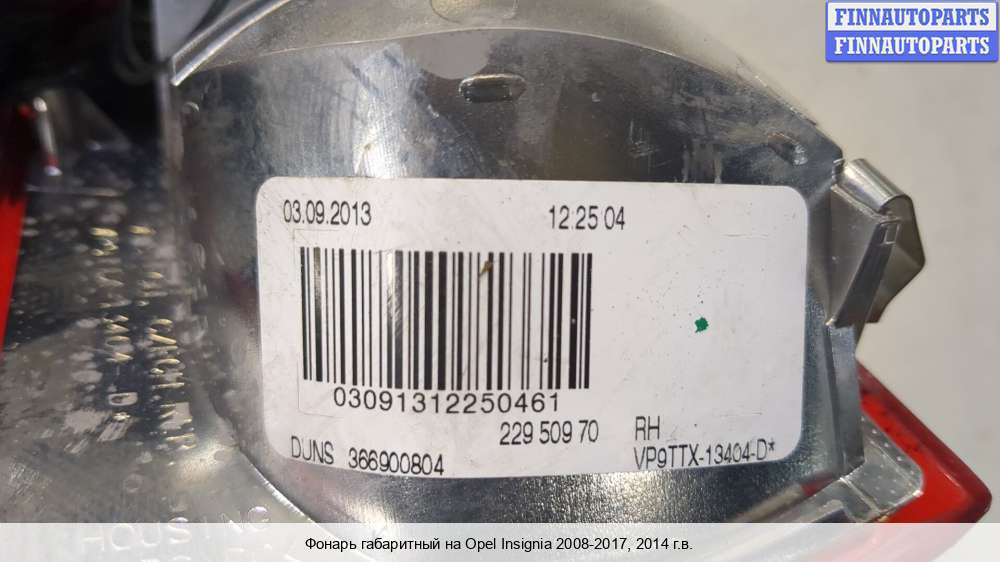 FINNAUTOPARTS
FINNAUTOPARTS
03.09.2013 12.25 04
03091312250461
229 509 70 RH
DUNS 366900804 VP9TTX-13404-D*
HOUSING
Фонарь габаритный на Opel Insignia 2008-2017, 2014 г.в.